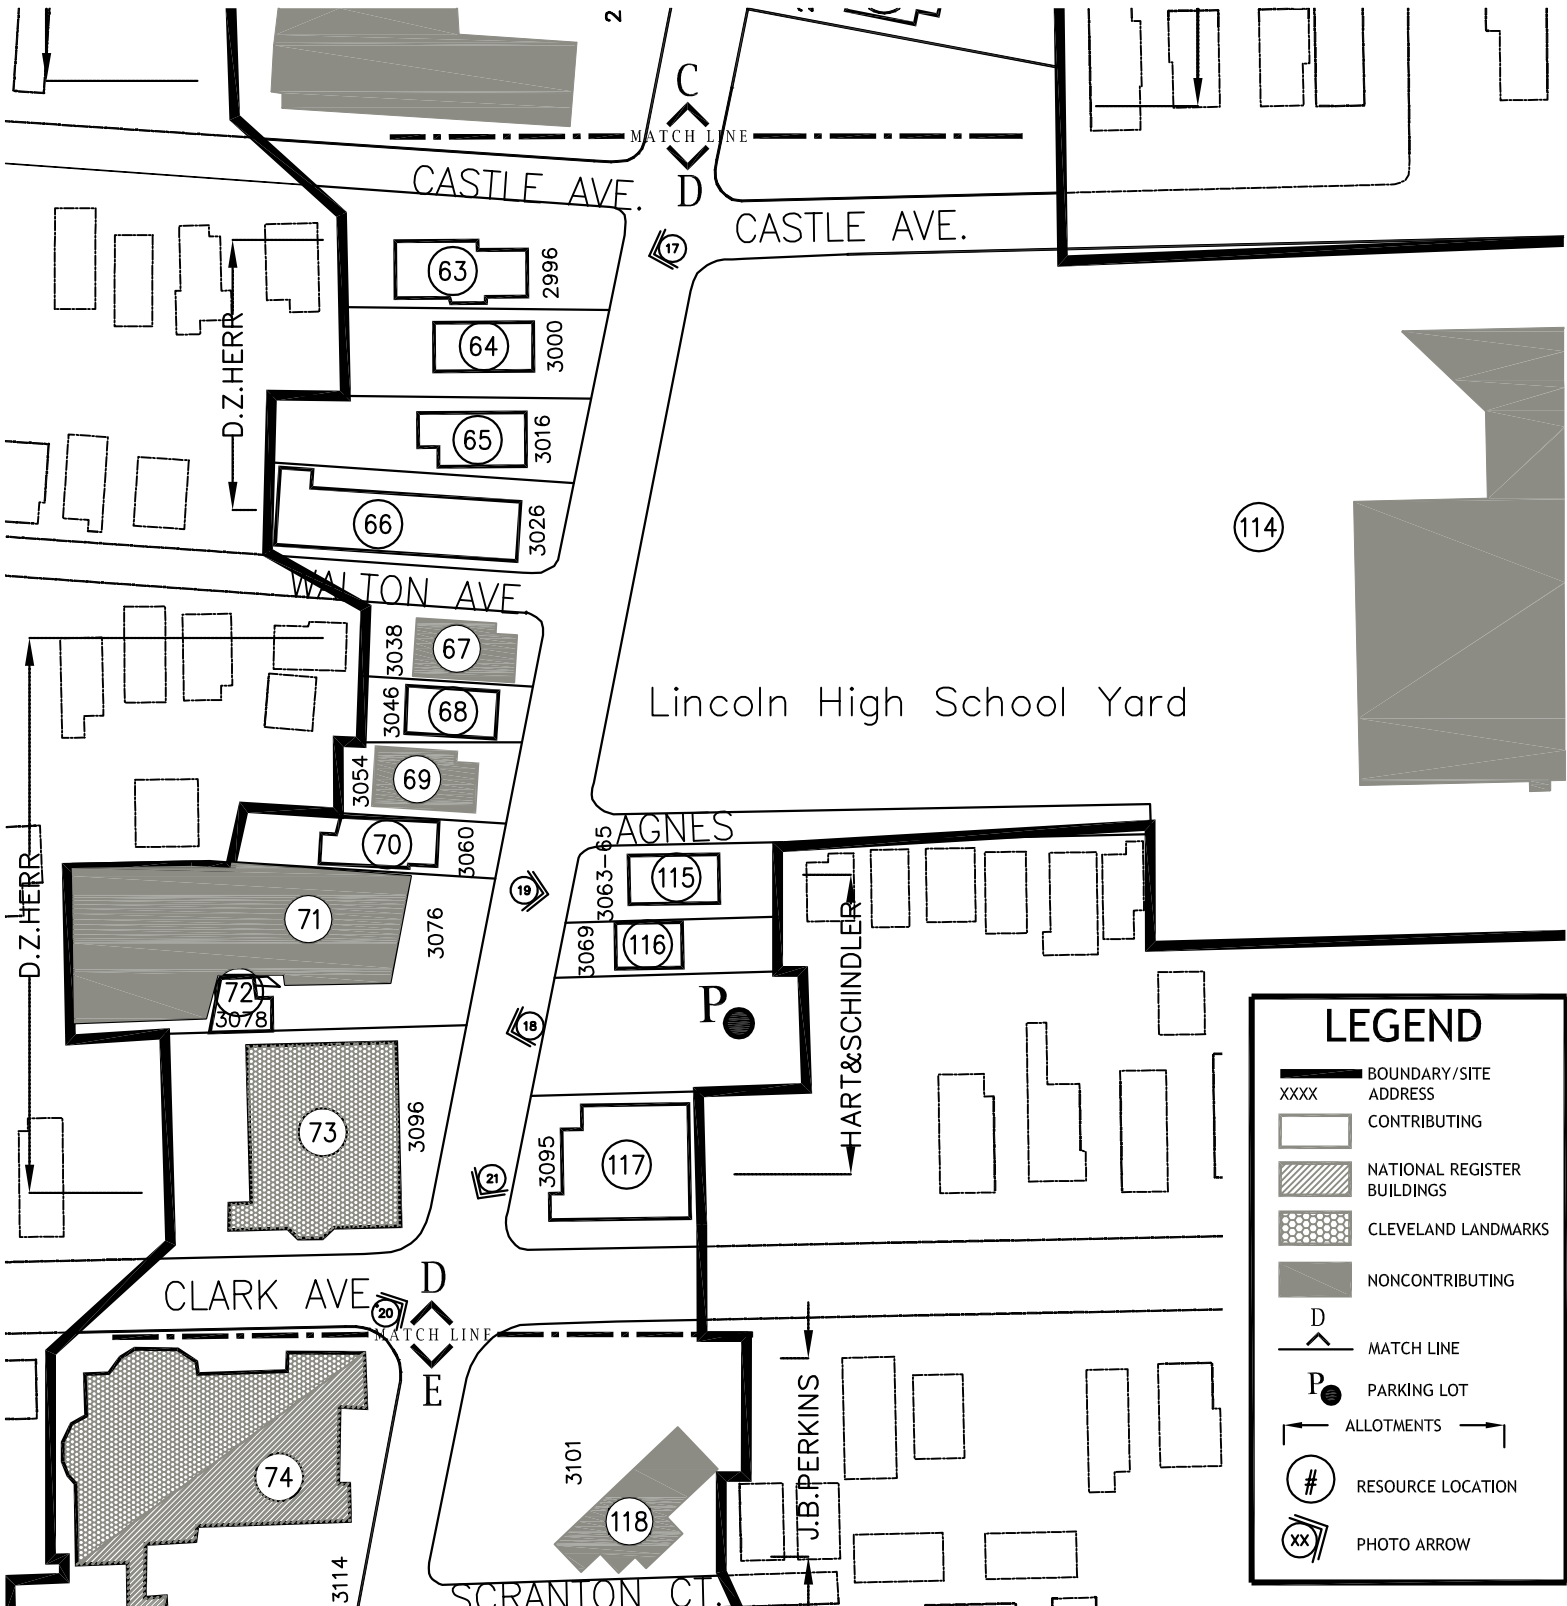 2
C
MATCH LINE
D
CASTLE AVE.
CASTLE AVE.
17
63
2996
64
3000
D.Z.HERR
65
3016
66
3026
114
WALTON AVE.
67
3038
68
3046
Lincoln High School Yard
69
3054
70
3060
AGNES
115
3063-65
19
71
3076
116
3069
D.Z.HERR
HART&SCHINDLER
72
3078
18
P
73
3096
117
3095
21
CLARK AVE.
20
D
MATCH LINE
E
74
3114
3101
118
J.B.PERKINS
SCRANTON CT.
LEGEND
BOUNDARY/SITE
XXXX ADDRESS
CONTRIBUTING
NATIONAL REGISTER
BUILDINGS
CLEVELAND LANDMARKS
NONCONTRIBUTING
D
MATCH LINE
P PARKING LOT
ALLOTMENTS
# RESOURCE LOCATION
XX PHOTO ARROW